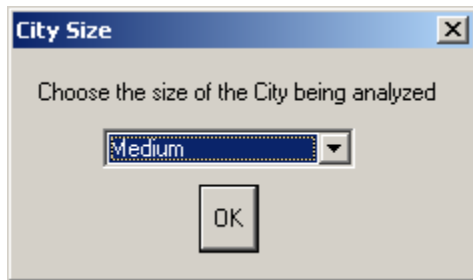 City Size
Choose the size of the City being analyzed
Medium
OK